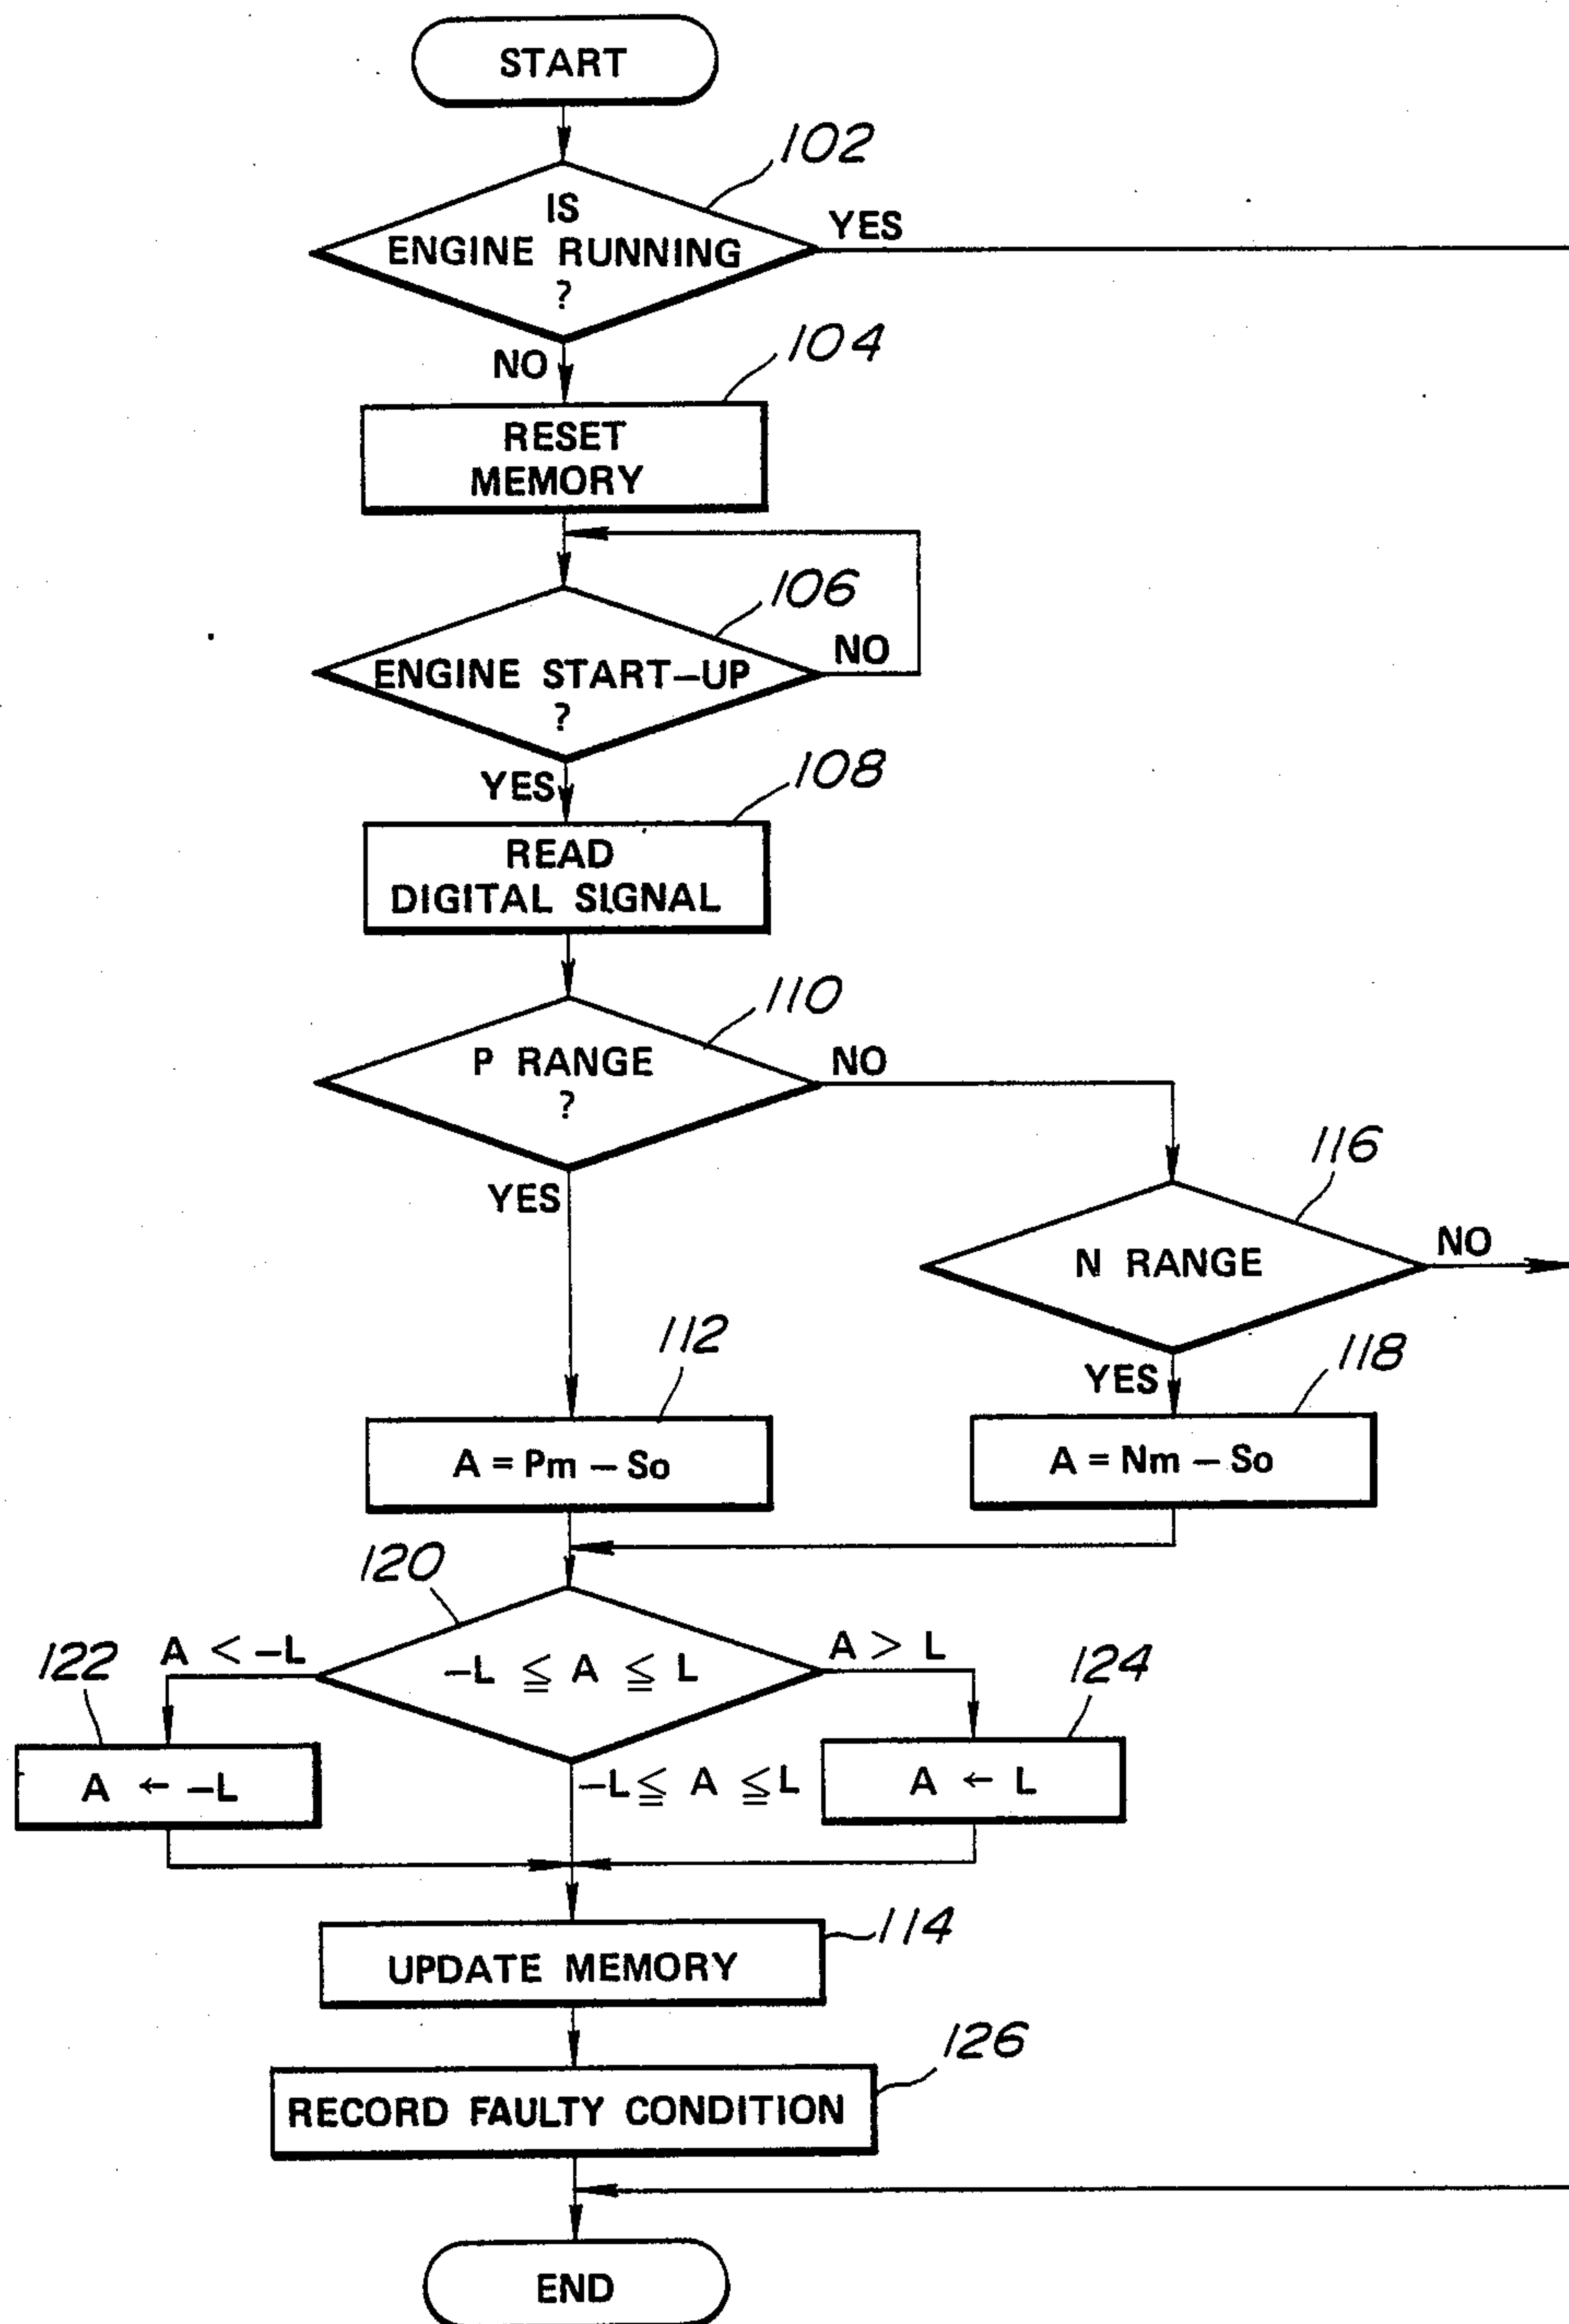 START
102
IS
ENGINE RUNNING
?
YES
NO
104
RESET
MEMORY
106
ENGINE START-UP
?
NO
YES
108
READ
DIGITAL SIGNAL
110
P RANGE
?
NO
YES
116
N RANGE
NO
YES
112
A = Pm — So
118
A = Nm — So
120
A < —L
—L ≦ A ≦ L
A > L
122
A ← —L
—L ≦ A ≦ L
124
A ← L
114
UPDATE MEMORY
126
RECORD FAULTY CONDITION
END